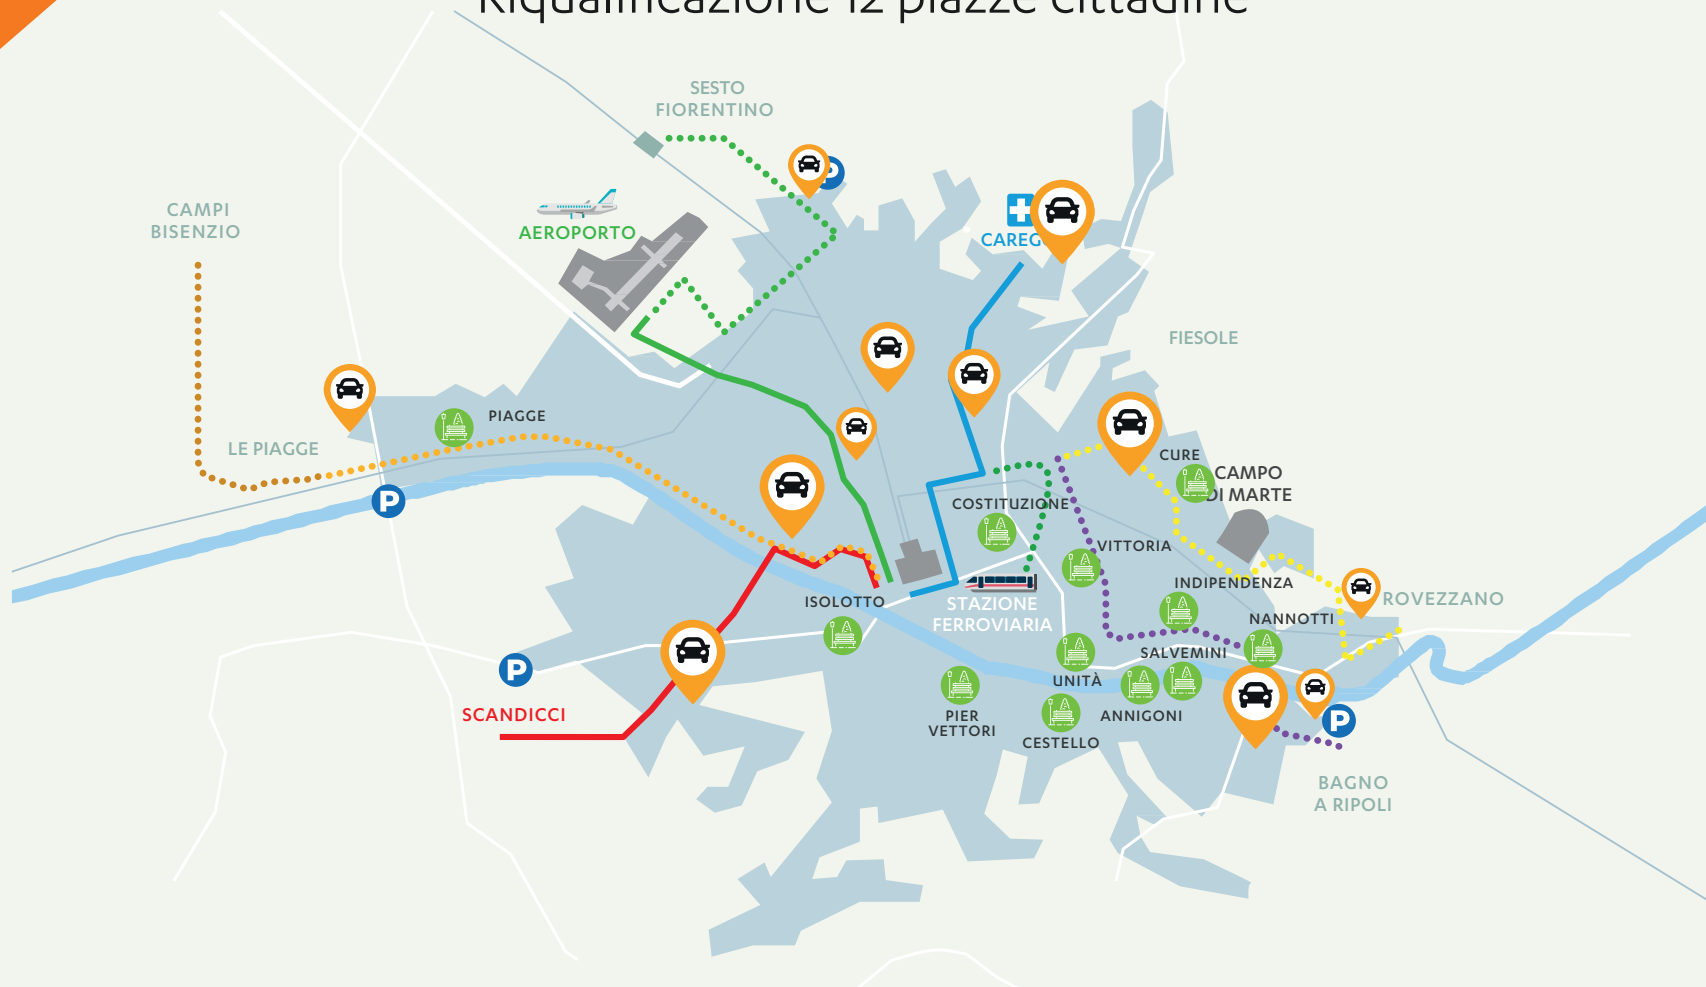 Riqualificazione 12 piazze cittadine
SESTO
FIORENTINO
CAMPI
BISENZIO
AEROPORTO
P
CAREG
FIESOLE
PIAGGE
LE PIAGGE
CURE
CAMPO
DI MARTE
P
COSTITUZIONE
VITTORIA
INDIPENDENZA
ISOLOTTO
STAZIONE
FERROVIARIA
ROVEZZANO
NANNOTTI
SALVEMINI
P
UNITÀ
SCANDICCI
PIER
VETTORI
ANNIGONI
CESTELLO
P
BAGNO
A RIPOLI